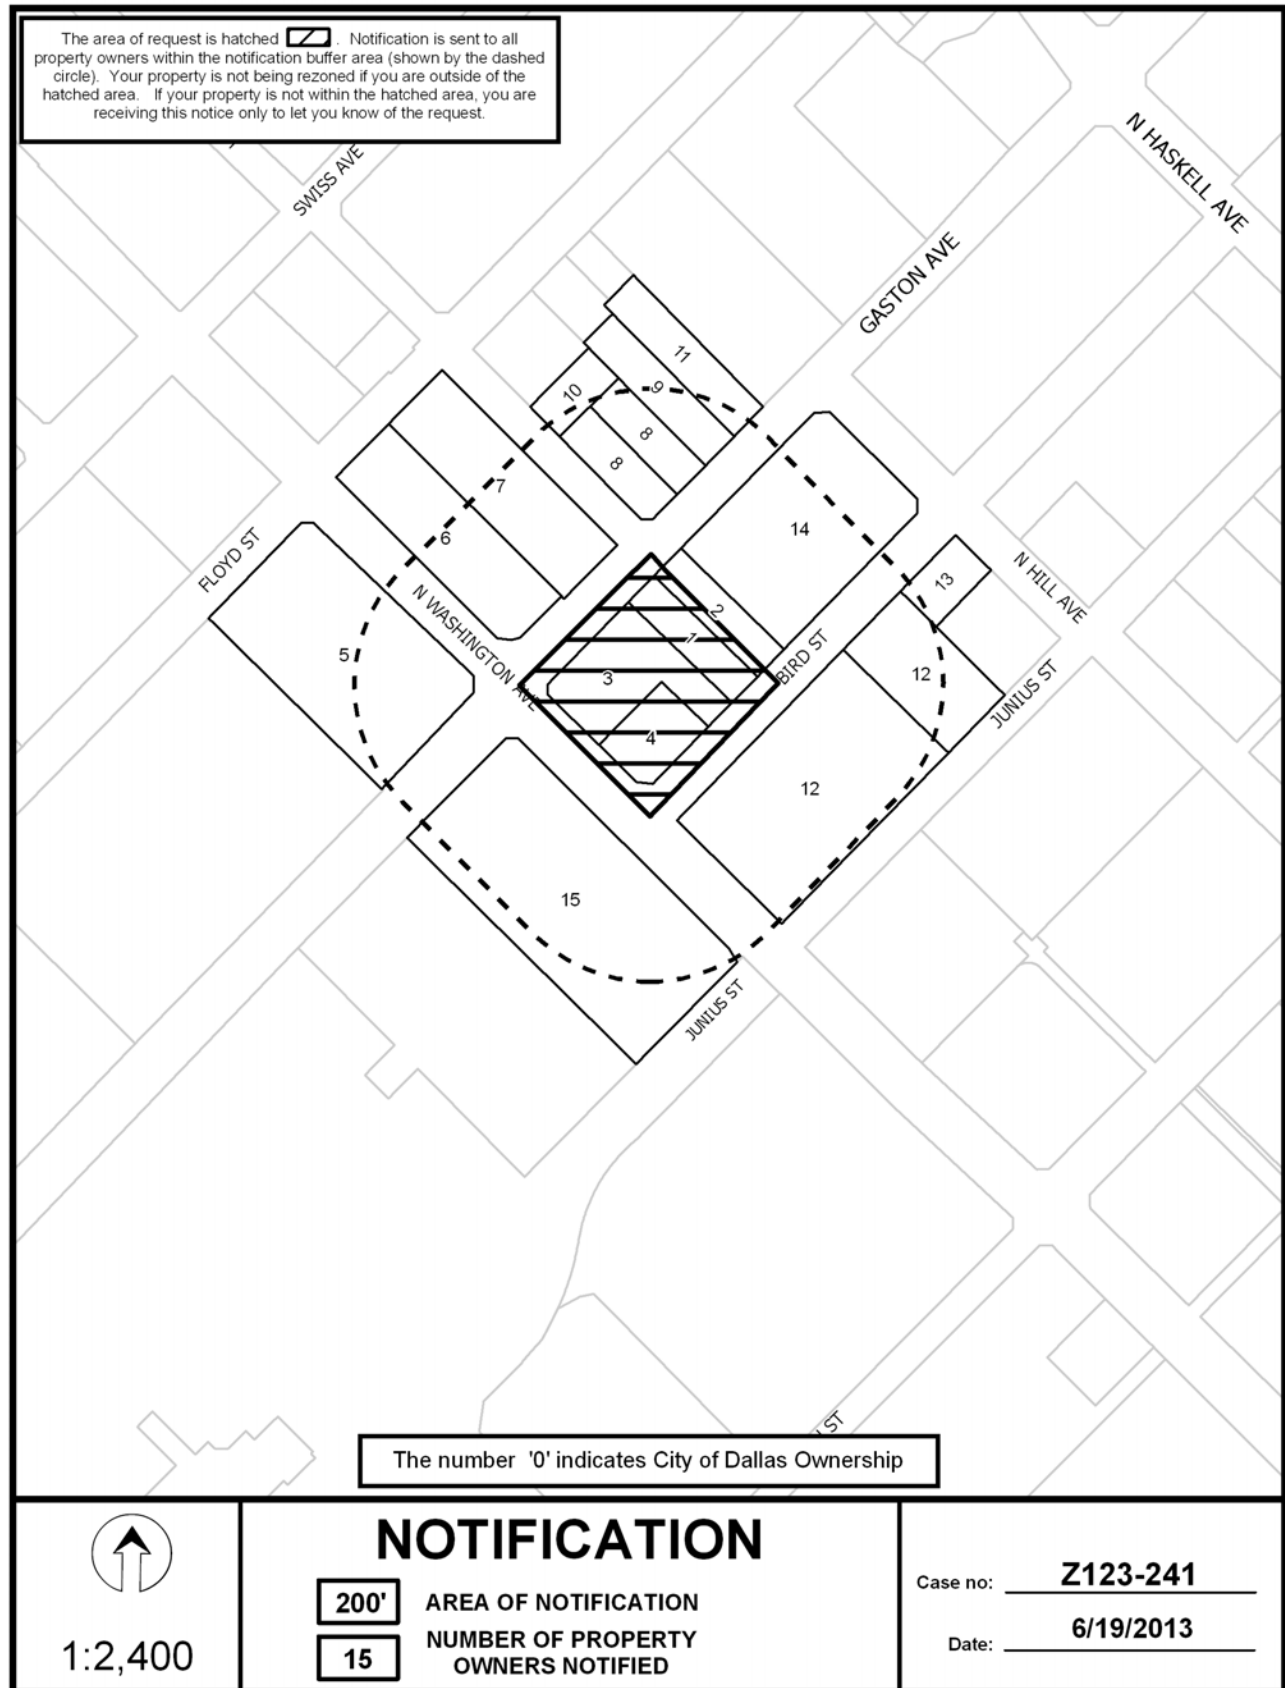 The area of request is hatched . Notification is sent to all
property owners within the notification buffer area (shown by the dashed
circle). Your property is not being rezoned if you are outside of the
hatched area. If your property is not within the hatched area, you are
receiving this notice only to let you know of the request.
SWISS AVE
N HASKELL AVE
GASTON AVE
11
10
9
8
8
7
14
6
FLOYD ST
N HILL AVE
13
N WASHINGTON AVE
2
1
BIRD ST
5
3
12
JUNIUS ST
4
12
15
JUNIUS ST
ST
The number '0' indicates City of Dallas Ownership
1:2,400
NOTIFICATION
200' AREA OF NOTIFICATION
15 NUMBER OF PROPERTY
OWNERS NOTIFIED
Case no: Z123-241
Date: 6/19/2013